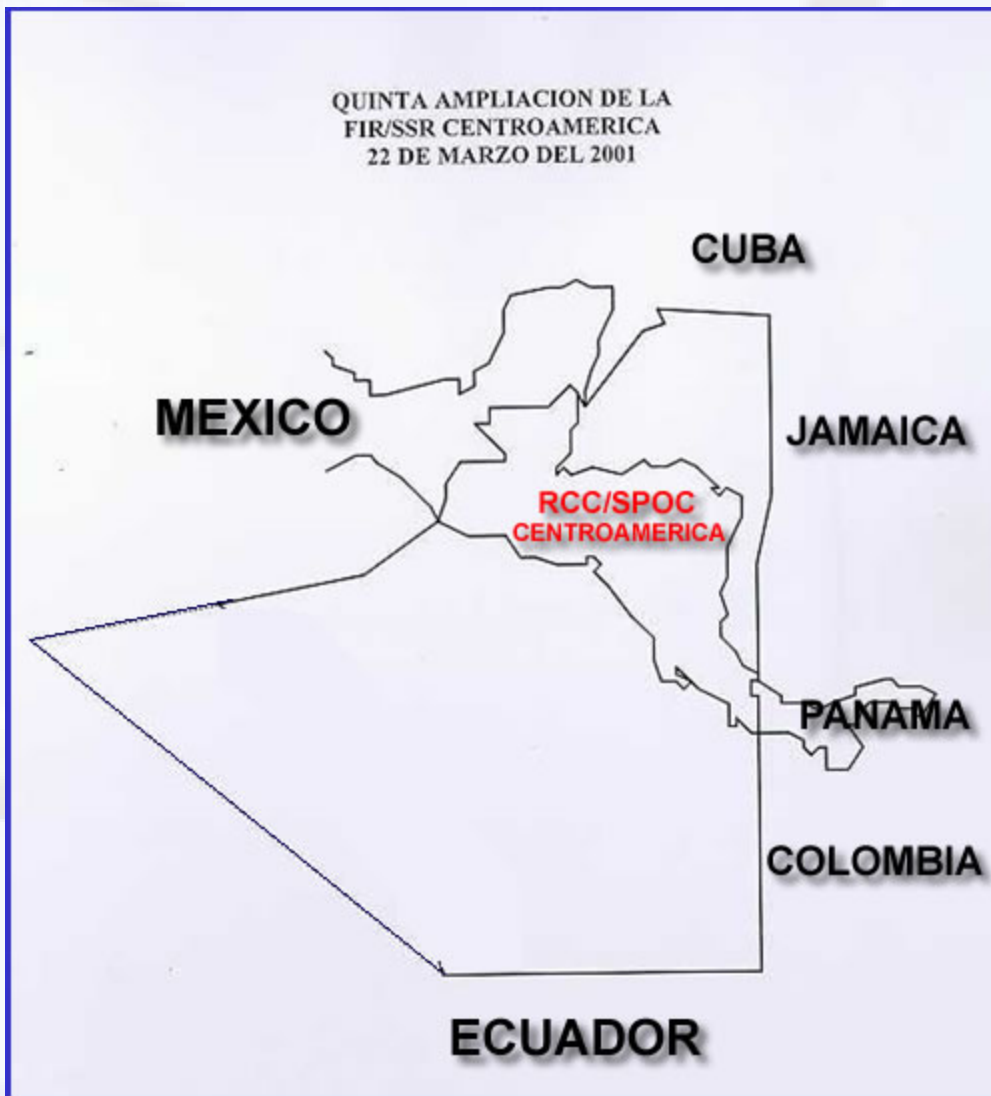 QUINTA AMPLIACION DE LA
FIR/SSR CENTROAMERICA
22 DE MARZO DEL 2001
CUBA
MEXICO
JAMAICA
RCC/SPOC
CENTROAMERICA
PANAMA
COLOMBIA
ECUADOR